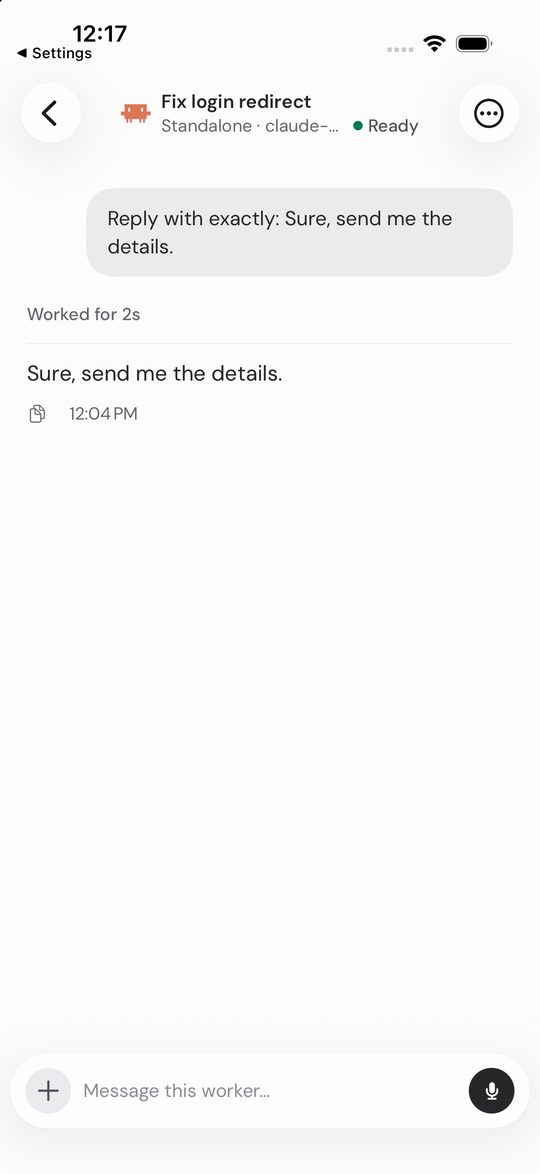 12:17
◀ Settings
Fix login redirect
Standalone · claude-... ● Ready
Reply with exactly: Sure, send me the
details.
Worked for 2s
Sure, send me the details.
12:04 PM
Message this worker...